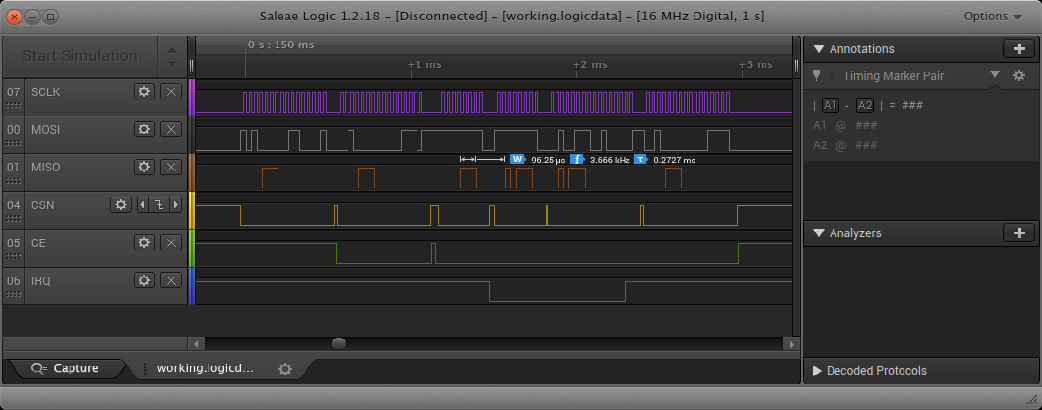 Saleae Logic 1.2.18 – [Disconnected] – [working.logicdata] – [16 MHz Digital, 1 s]
Options
Start Simulation
0 s : 150 ms
+1 ms +2 ms +3 ms
Annotations
Timing Marker Pair
| A1 - A2 | = ###
A1 @ ###
A2 @ ###
07 SCLK
00 MOSI
01 MISO
W 96.25 µs f 3.666 kHz T 0.2727 ms
04 CSN
05 CE
06 IRQ
Analyzers
Capture
working.logicd...
Decoded Protocols